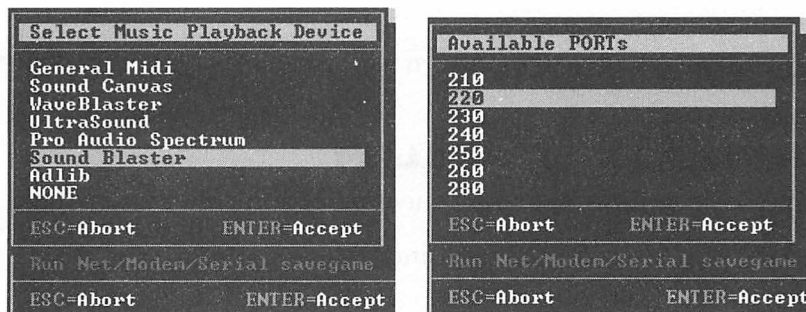 Select Music Playback Device
General Midi
Sound Canvas
WaveBlaster
UltraSound
Pro Audio Spectrum
Sound Blaster
Adlib
NONE
ESC=Abort ENTER=Accept
Run Net/Modem/Serial savegame
ESC=Abort ENTER=Accept
Available PORTs
210
220
230
240
250
260
280
ESC=Abort ENTER=Accept
Run Net/Modem/Serial savegame
ESC=Abort ENTER=Accept